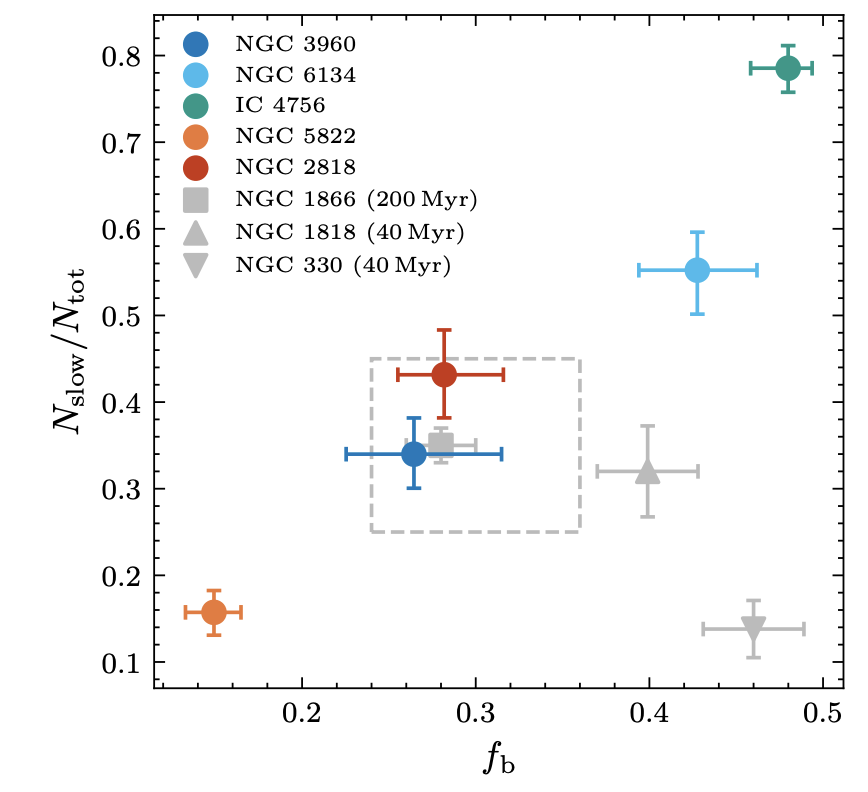 NGC 3960
NGC 6134
IC 4756
NGC 5822
NGC 2818
NGC 1866 (200 Myr)
NGC 1818 (40 Myr)
NGC 330 (40 Myr)
0.8
0.7
0.6
0.5
0.4
0.3
0.2
0.1
N_slow/N_tot
0.2 0.3 0.4 0.5
f_b